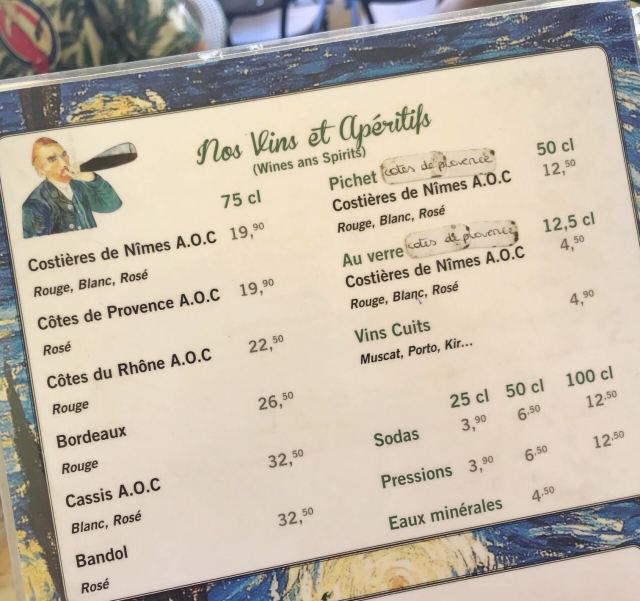 Nos Vins et Apéritifs
(Wines ans Spirits)
75 cl
Costières de Nîmes A.O.C 19,90
Rouge, Blanc, Rosé
Côtes de Provence A.O.C 19,90
Rosé
Côtes du Rhône A.O.C 22,50
Rouge
Bordeaux 26,50
Rouge
Cassis A.O.C 32,50
Blanc, Rosé
Bandol 32,50
Rosé
Pichet cotes de provence 50 cl
Costières de Nîmes A.O.C 12,50
Rouge, Blanc, Rosé
Au verre cotes de provence 12,5 cl
Costières de Nîmes A.O.C 4,50
Rouge, Blanc, Rosé
Vins Cuits 4,90
Muscat, Porto, Kir...
25 cl 50 cl 100 cl
Sodas 3,90 6.50 12.50
Pressions 3,90 6.50 12.50
Eaux minérales 4.50